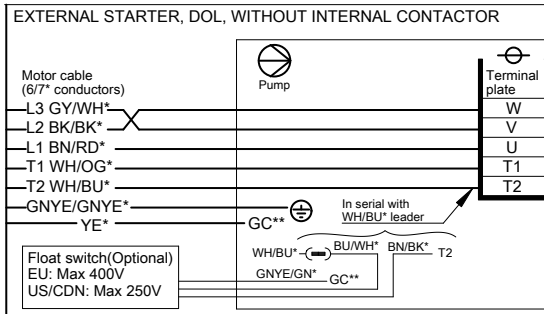 EXTERNAL STARTER, DOL, WITHOUT INTERNAL CONTACTOR
Motor cable
(6/7* conductors)
Pump
Terminal
plate
L3 GY/WH*
W
L2 BK/BK*
V
L1 BN/RD*
U
T1 WH/OG*
T1
T2 WH/BU*
T2
GNYE/GNYE*
YE*
GC**
In serial with
WH/BU* leader
WH/BU*
BU/WH*
BN/BK*
T2
GNYE/GN*
GC**
Float switch(Optional)
EU: Max 400V
US/CDN: Max 250V